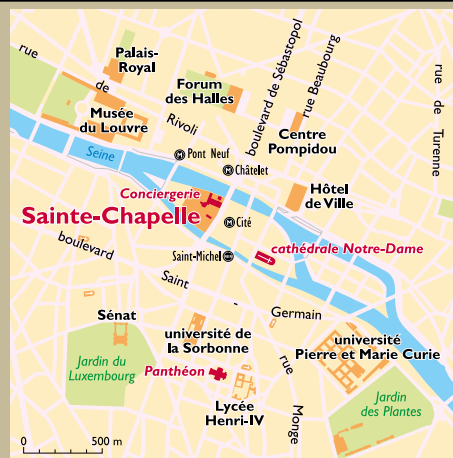 rue
de
Rivoli
Palais-
Royal
Forum
des Halles
boulevard de Sébastopol
rue Beaubourg
rue de Turenne
Musée
du Louvre
Centre
Pompidou
Seine
M Pont Neuf
M Châtelet
Conciergerie
Hôtel
de Ville
Sainte-Chapelle
M Cité
boulevard
Saint
Germain
cathédrale Notre-Dame
Saint-Michel
Sénat
université de
la Sorbonne
université
Pierre et Marie Curie
Jardin du
Luxembourg
Panthéon
rue
Monge
Lycée
Henri-IV
Jardin
des Plantes
0 500 m